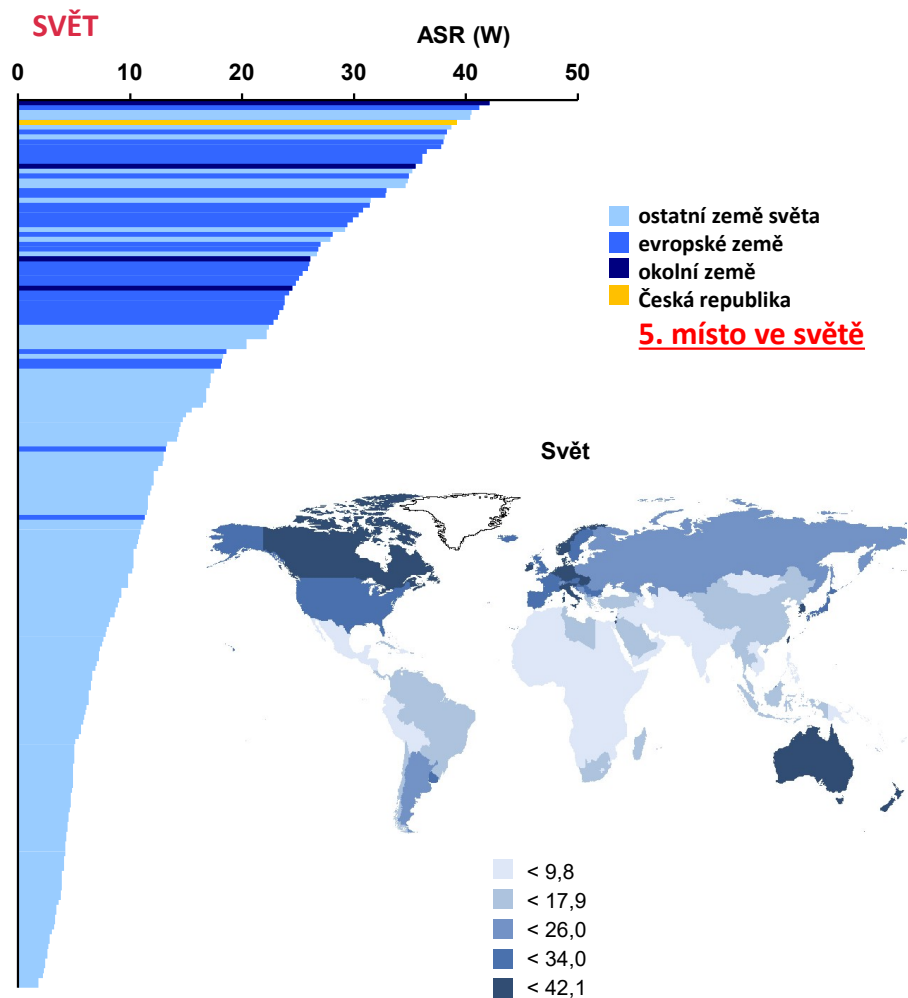 SVĚT
ASR (W)
0 10 20 30 40 50
ostatní země světa
evropské země
okolní země
Česká republika
5. místo ve světě
Svět
< 9,8
< 17,9
< 26,0
< 34,0
< 42,1